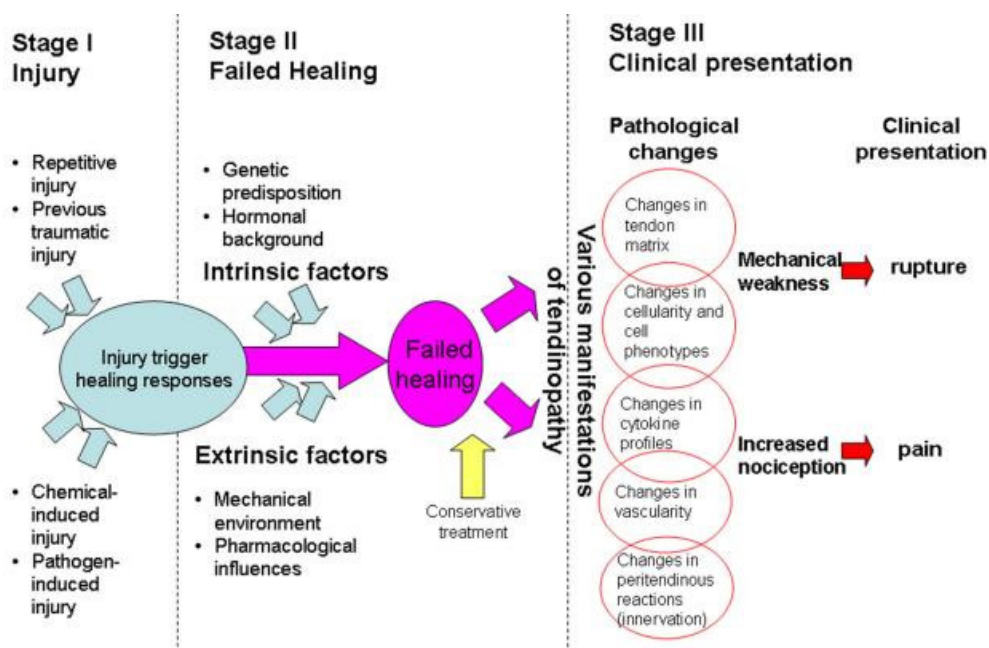 Stage I
Injury
• Repetitive
injury
• Previous
traumatic
injury
Injury trigger
healing responses
• Chemical-
induced
injury
• Pathogen-
induced
injury
Stage II
Failed Healing
• Genetic
predisposition
• Hormonal
background
Intrinsic factors
Failed
healing
Extrinsic factors
• Mechanical
environment
• Pharmacological
influences
Conservative
treatment
Various manifestations
of tendinopathy
Stage III
Clinical presentation
Pathological
changes
Clinical
presentation
Changes in
tendon
matrix
Changes in
cellularity and
cell
phenotypes
Changes in
cytokine
profiles
Changes in
vascularity
Changes in
peritendinous
reactions
(innervation)
Mechanical
weakness
rupture
Increased
nociception
pain